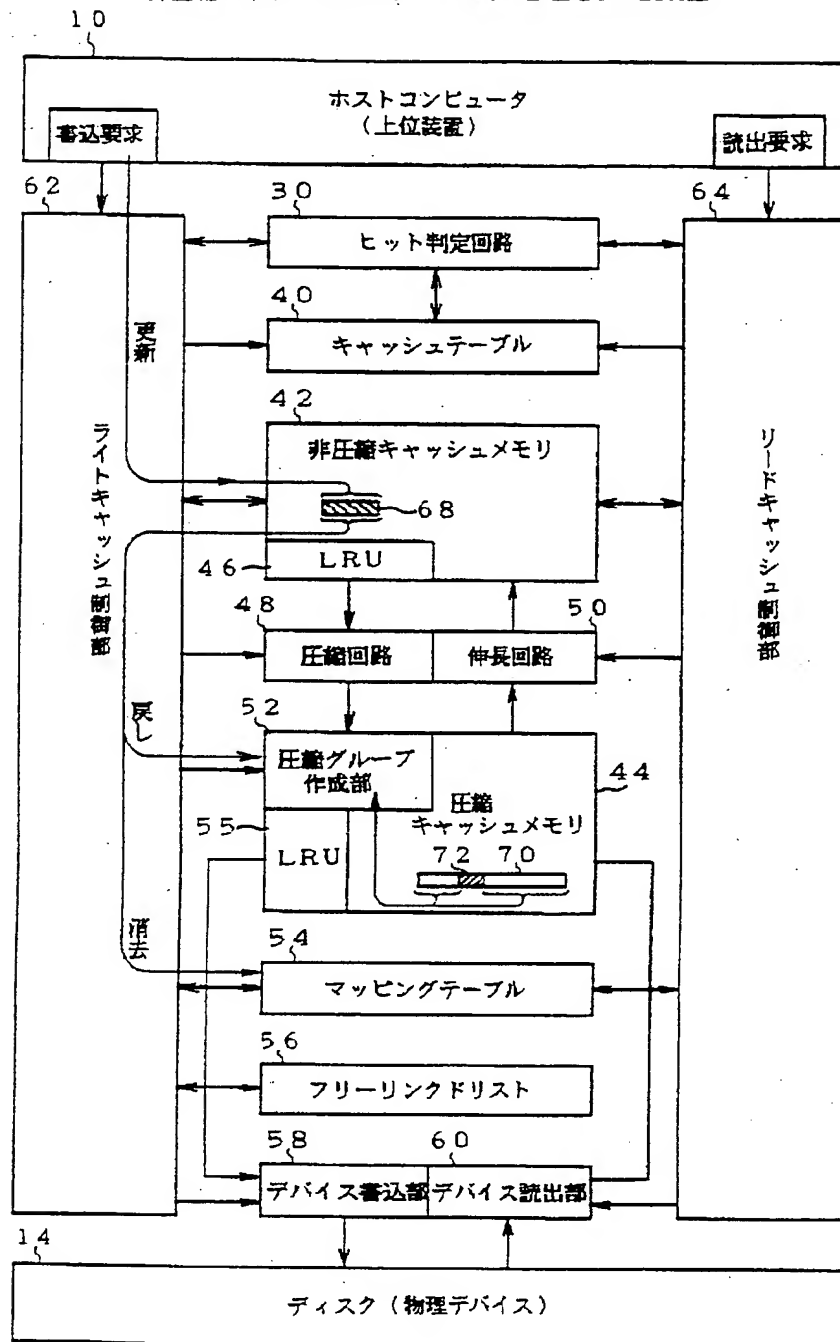 10
ホストコンピュータ
(上位装置)
書込要求
読出要求
62
30
64
ヒット判定回路
40
キャッシュテーブル
更新
42
非圧縮キャッシュメモリ
68
46
LRU
ライトキャッシュ制御部
リードキャッシュ制御部
48
50
圧縮回路
伸長回路
戻し
52
圧縮グループ
作成部
44
圧縮
キャッシュメモリ
55
LRU
72
70
消去
54
マッピングテーブル
56
フリーリンクドリスト
58
60
デバイス書込部
デバイス読出部
14
ディスク(物理デバイス)